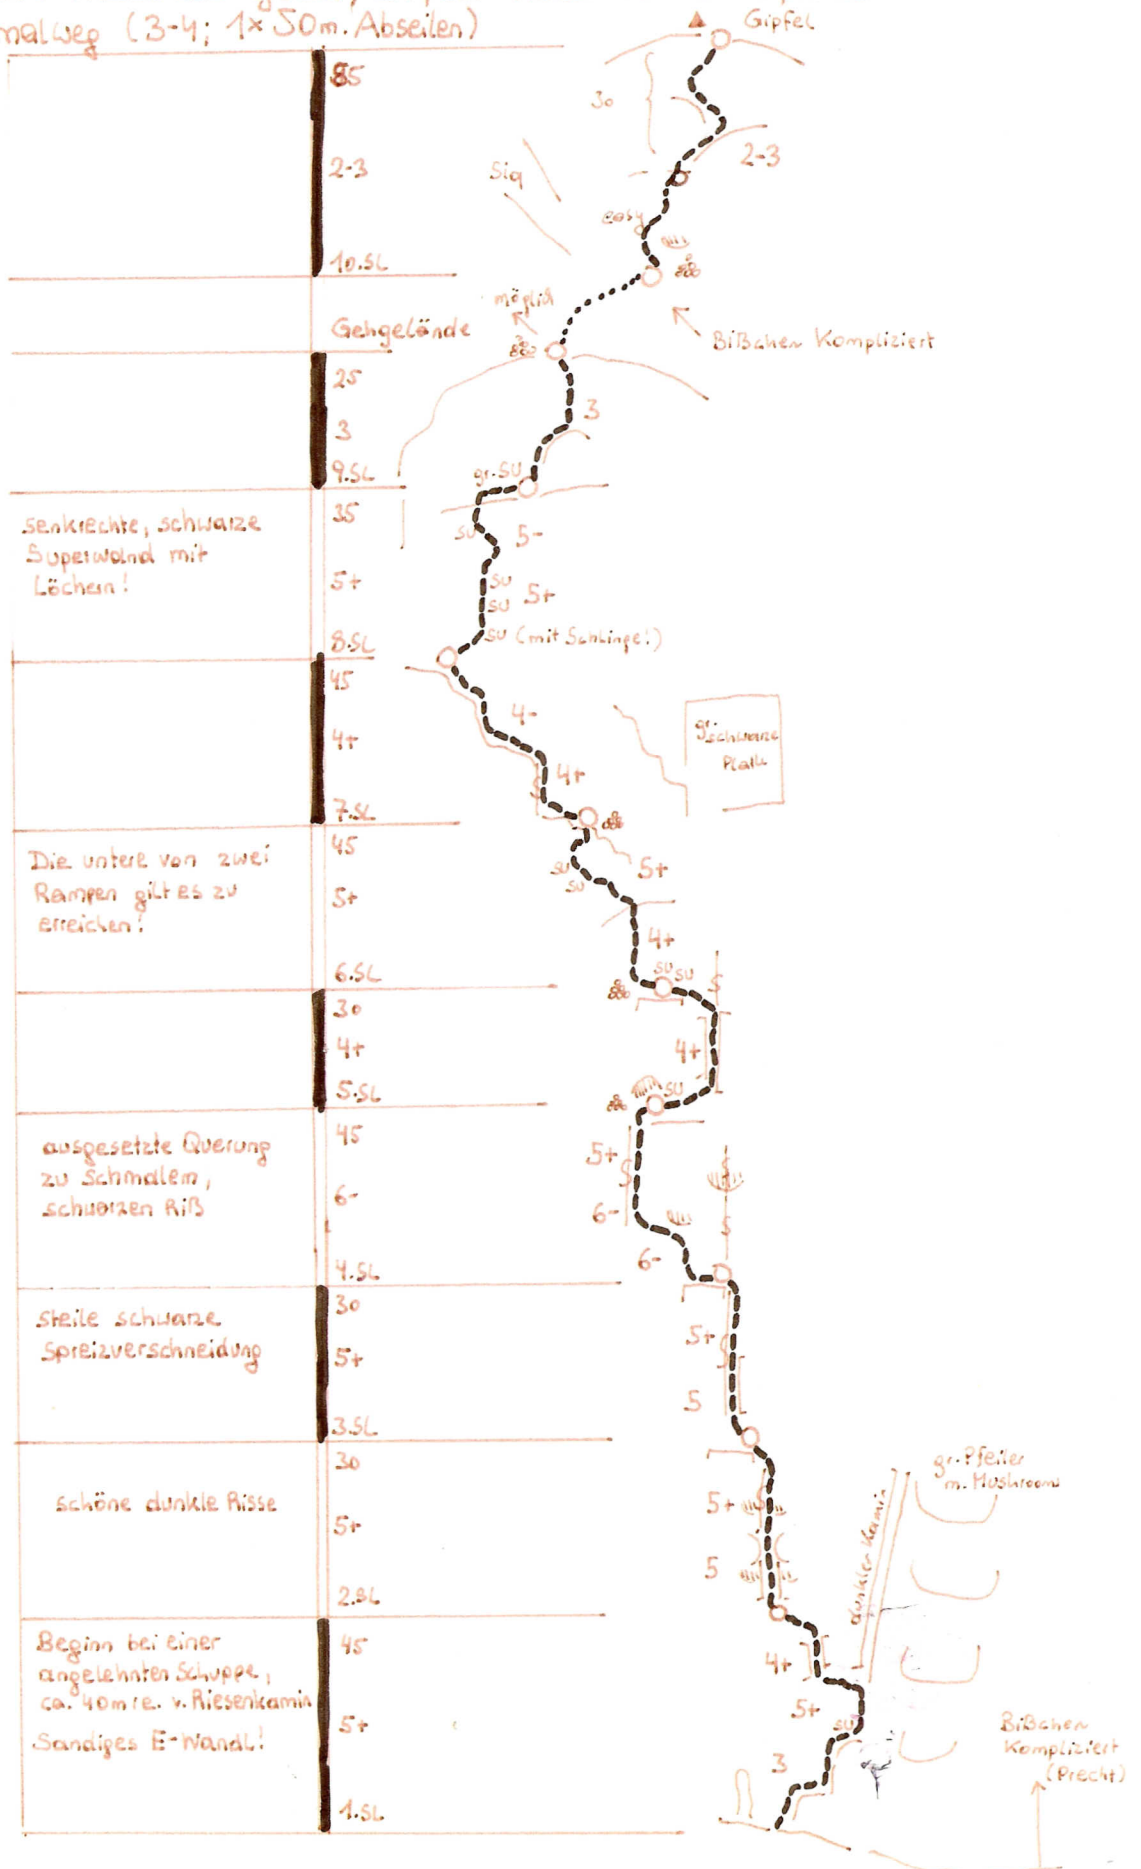 malweg (3-4; 1x 50m. Abseilen)
Gipfel
85
30
2-3
2-3
Siq
easy
10.SL
möglich
Gehgelände
Bißchen Kompliziert
25
3
3
9.SL
gr. SU
senkrechte, schwarze
Superwand mit
Löchern!
35
SU
5-
5+
SU
SU
5+
8.SL
SU (mit Schlinge!)
45
4-
gr.
schwarze
Platte
4+
4+
7.SL
Die untere von zwei
Rampen gilt es zu
erreichen!
45
SU
SU
5+
5+
4+
6.SL
SU
SU
30
4+
4+
5.SL
SU
ausgesetzte Querung
zu schmalem,
schwarzen Riß
45
5+
6-
6-
6-
4.SL
steile schwarze
Spreizverschneidung
30
5+
5+
5
3.SL
schöne dunkle Risse
30
5+
5+
5
2.SL
gr. Pfeiler
m. Mushrooms
dunkler Kamin
Beginn bei einer
angelehnten Schuppe,
ca. 40m re. v. Riesenkamin
Sandiges E-Wandl!
45
4+
5+
5+
SU
3
1.SL
Bißchen
Kompliziert
(Precht)